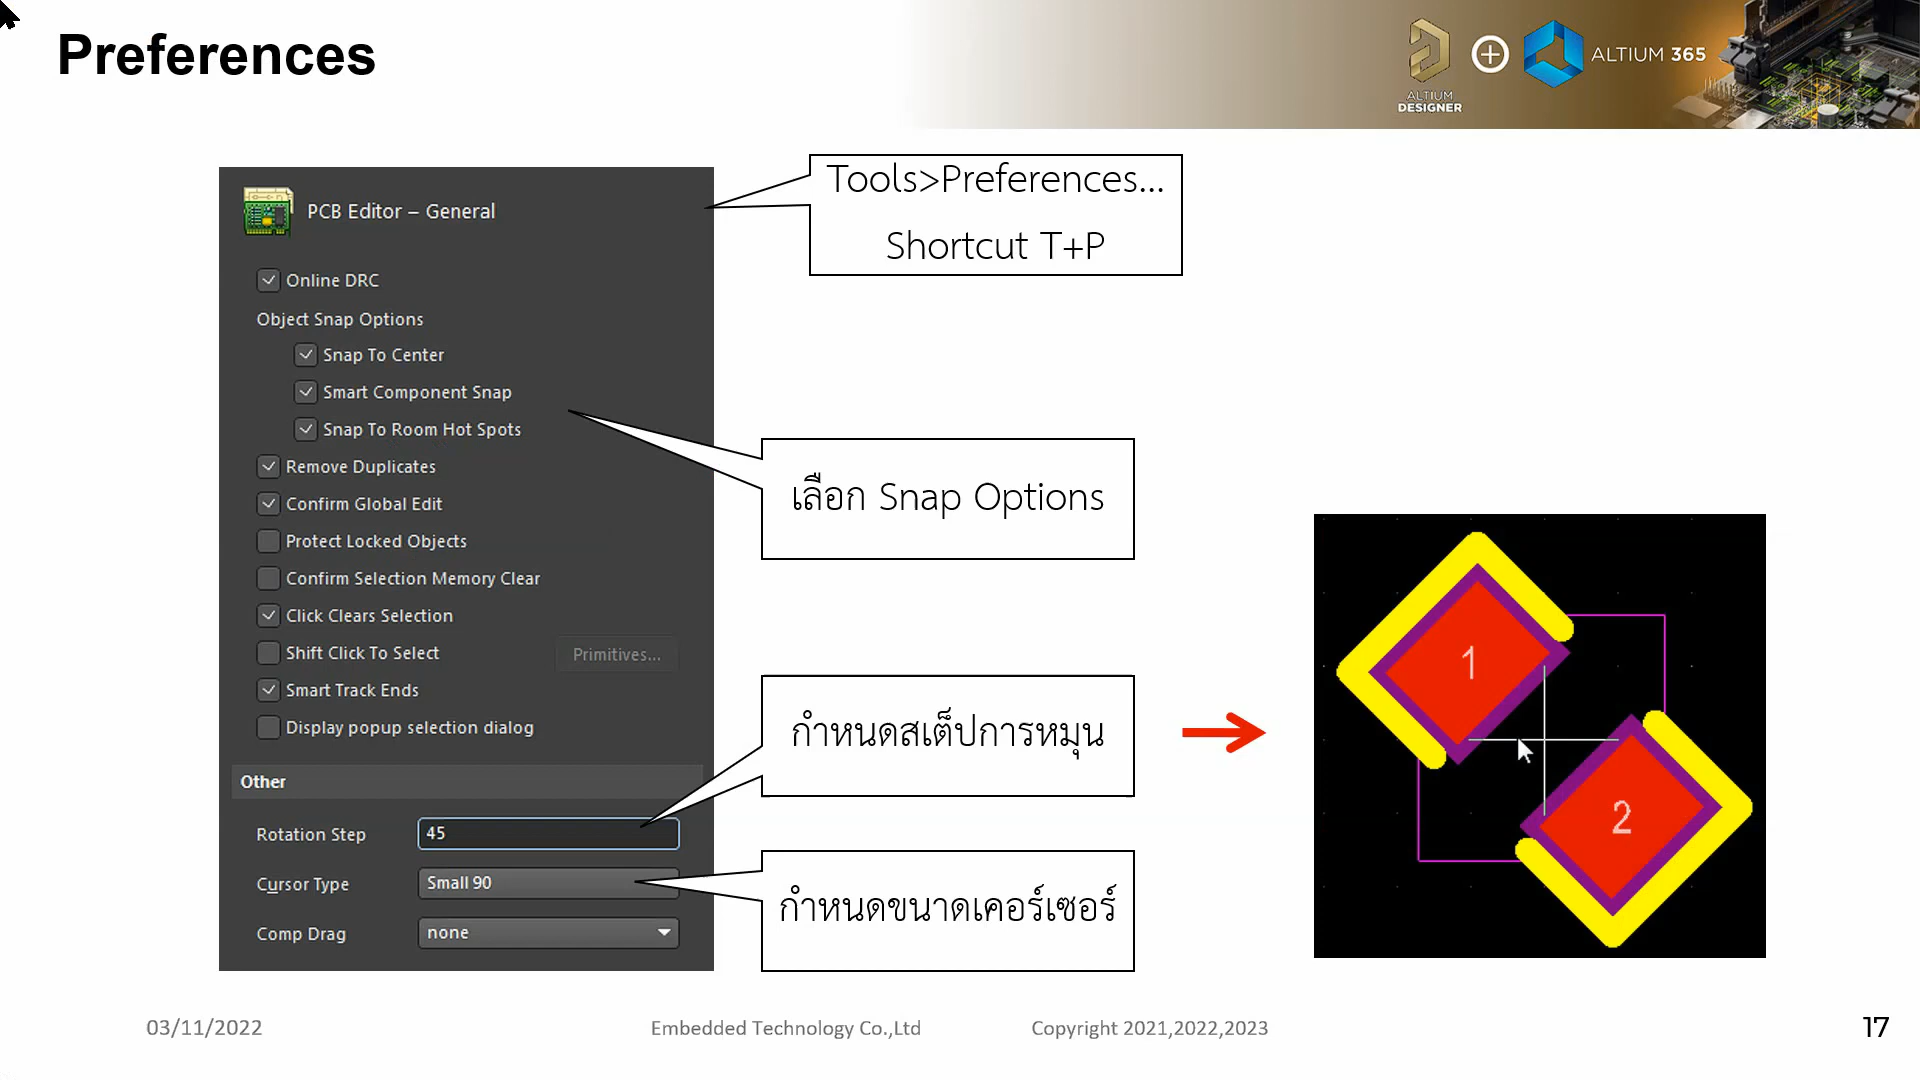 Preferences
ALTIUM
DESIGNER
ALTIUM 365
Tools>Preferences...
Shortcut T+P
PCB Editor – General
Online DRC
Object Snap Options
Snap To Center
Smart Component Snap
Snap To Room Hot Spots
Remove Duplicates
Confirm Global Edit
Protect Locked Objects
Confirm Selection Memory Clear
Click Clears Selection
Shift Click To Select
Primitives...
Smart Track Ends
Display popup selection dialog
Other
Rotation Step
45
Cursor Type
Small 90
Comp Drag
none
เลือก Snap Options
กำหนดสเต็ปการหมุน
กำหนดขนาดเคอร์เซอร์
1
2
03/11/2022
Embedded Technology Co.,Ltd
Copyright 2021,2022,2023
17